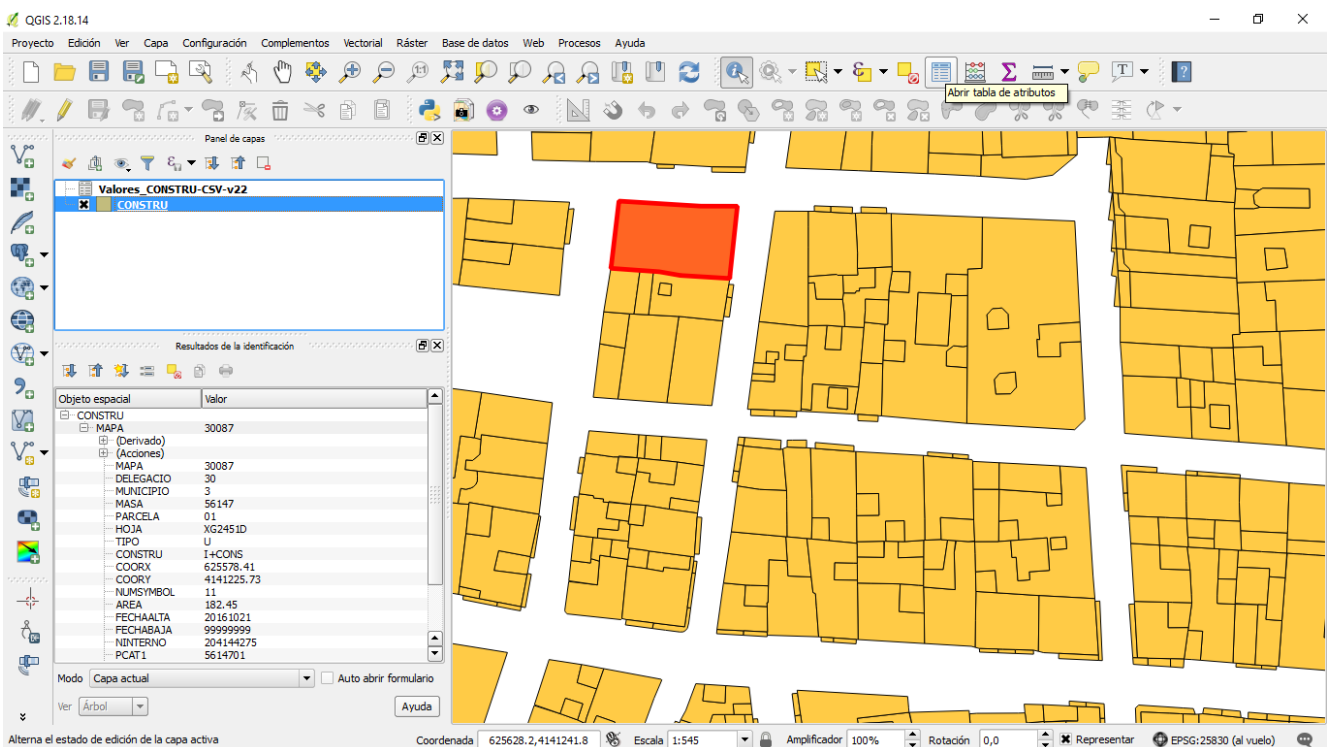 QGIS 2.18.14
Proyecto Edición Ver Capa Configuración Complementos Vectorial Ráster Base de datos Web Procesos Ayuda
Abrir tabla de atributos
Panel de capas
Valores_CONSTRU-CSV-v22
CONSTRU
Resultados de la identificación
Objeto espacial Valor
CONSTRU
MAPA 30087
(Derivado)
(Acciones)
MAPA 30087
DELEGACIO 30
MUNICIPIO 3
MASA 56147
PARCELA 01
HOJA XG2451D
TIPO U
CONSTRU I+CONS
COORX 625578.41
COORY 4141225.73
NUMSYMBOL 11
AREA 182.45
FECHAALTA 20161021
FECHABAJA 99999999
NINTERNO 204144275
PCAT1 5614701
Modo Capa actual Auto abrir formulario
Ver Árbol Ayuda
Alterna el estado de edición de la capa activa Coordenada 625628.2,4141241.8 Escala 1:545 Amplificador 100% Rotación 0,0 Representar EPSG:25830 (al vuelo)